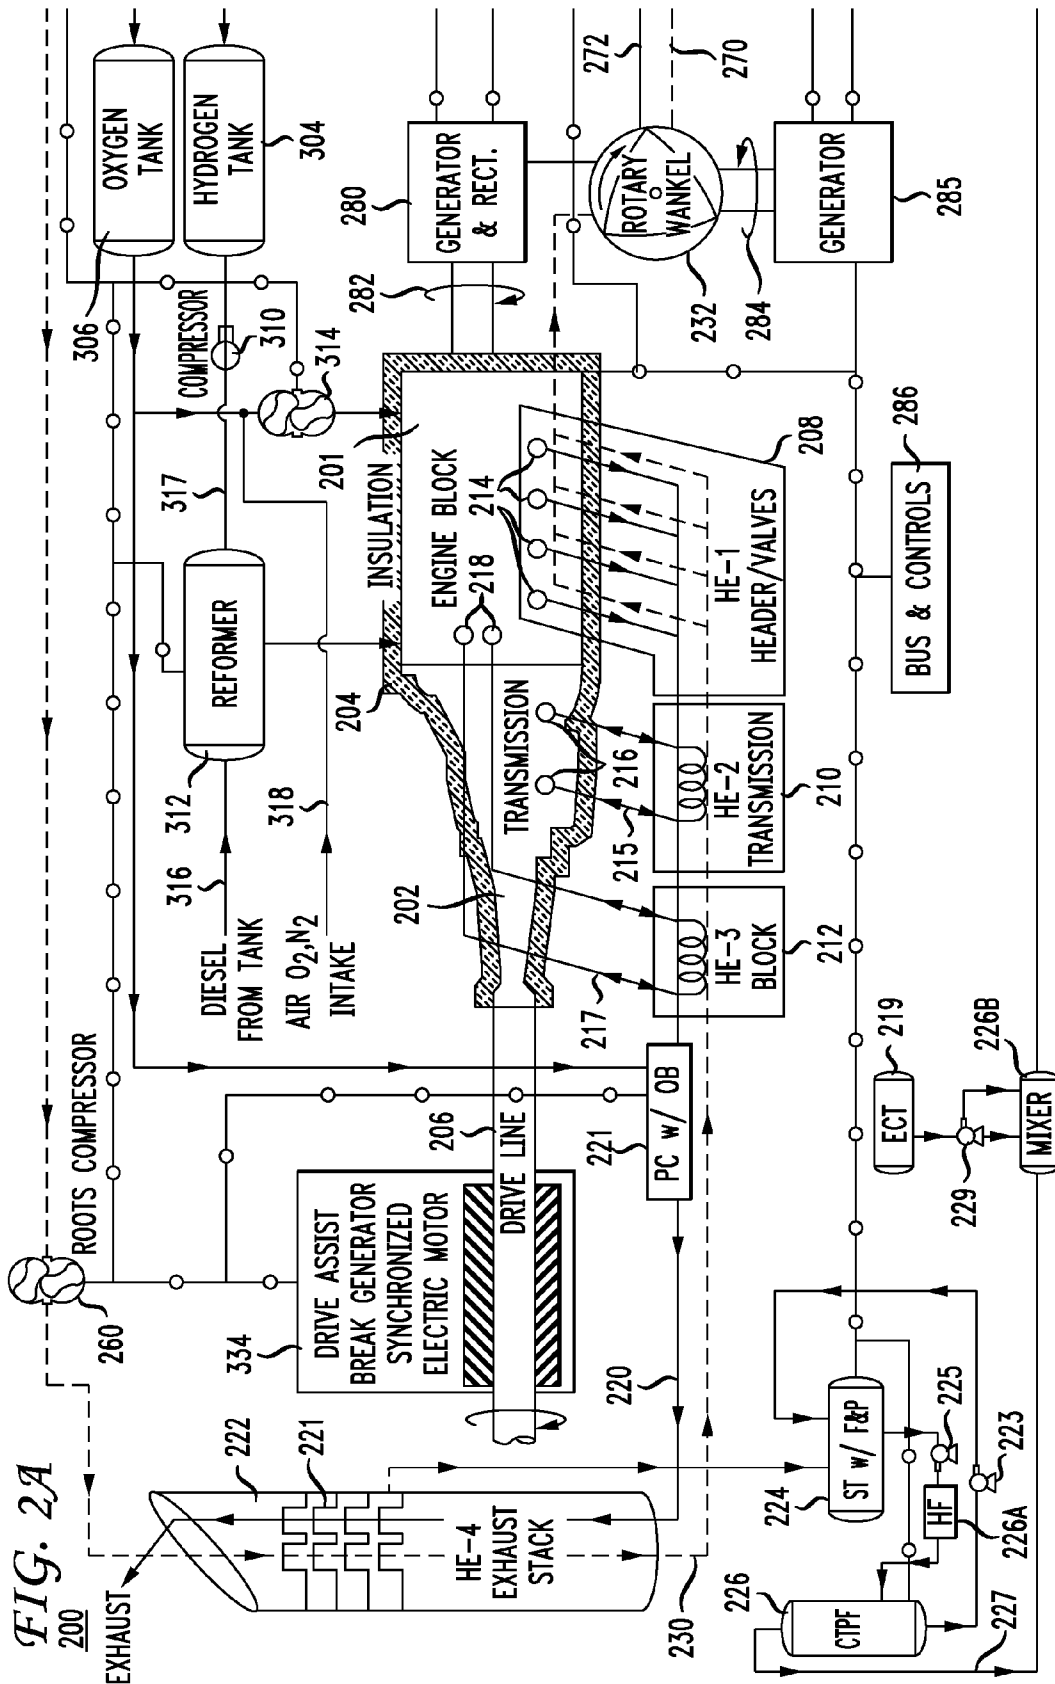 FIG. 2A
200
EXHAUST
222
221
HE-4
EXHAUST
STACK
230
220
260
ROOTS COMPRESSOR
334
DRIVE ASSIST
BREAK GENERATOR
SYNCHRONIZED
ELECTRIC MOTOR
206
DRIVE LINE
221
PC w/ OB
DIESEL
FROM TANK
316
AIR O2,N2
INTAKE
318
312
REFORMER
317
COMPRESSOR
310
314
306
OXYGEN
TANK
HYDROGEN
TANK
304
204
INSULATION
201
ENGINE BLOCK
218
214
202
TRANSMISSION
216
215
217
HE-3
BLOCK
212
HE-2
TRANSMISSION
210
HE-1
HEADER/VALVES
208
282
280
GENERATOR
& RECT.
272
270
ROTARY
WANKEL
232
284
GENERATOR
285
286
BUS & CONTROLS
226
CTPF
227
224
ST w/ F&P
225
HF
226A
223
ECT
219
229
MIXER
226B